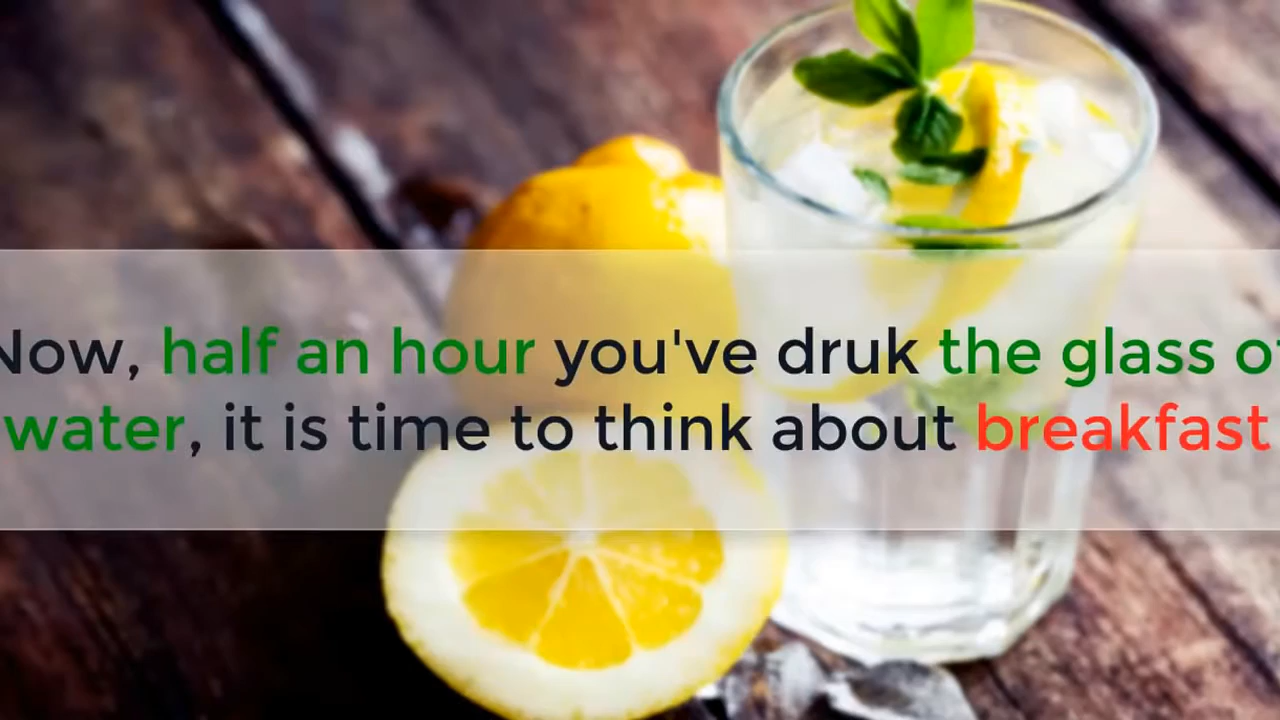 Now, half an hour you've druk the glass of
water, it is time to think about breakfast